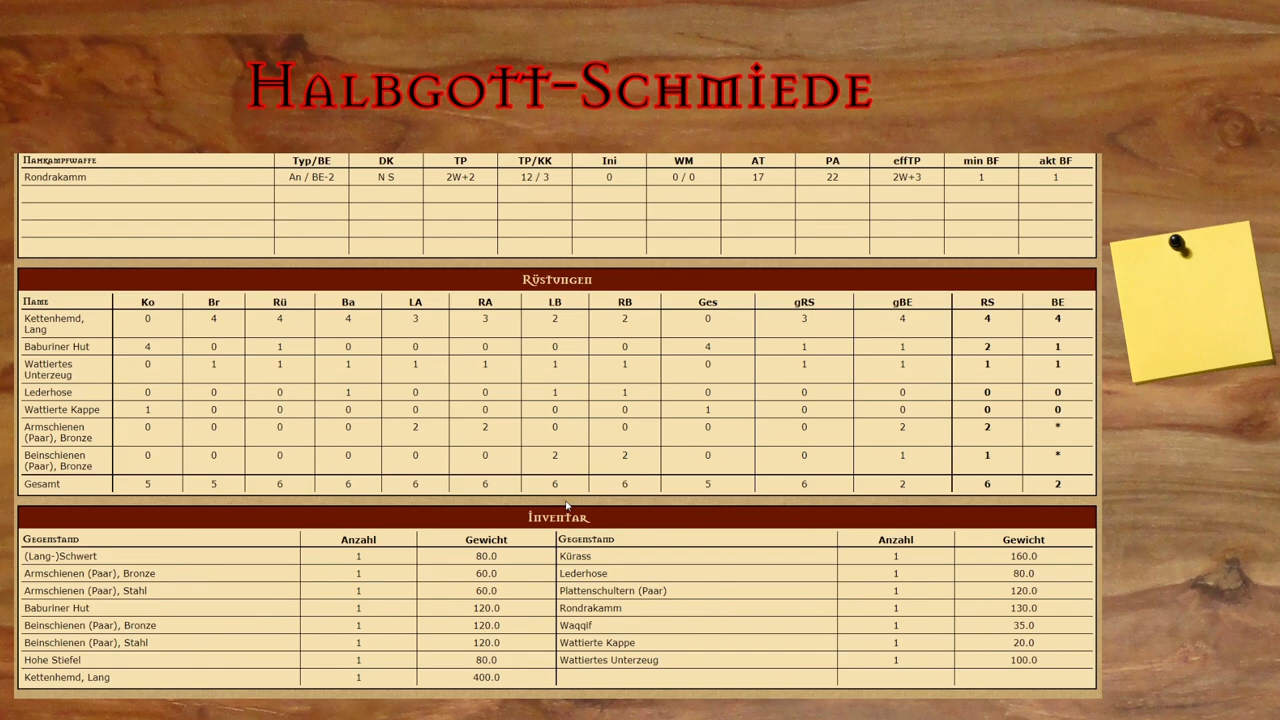 Halbgott-Schmiede
Nahkampfwaffe Typ/BE DK TP TP/KK Ini WM AT PA effTP min BF akt BF
Rondrakamm An / BE-2 N S 2W+2 12 / 3 0 0 / 0 17 22 2W+3 1 1
Rüstungen
Name Ko Br Rü Ba LA RA LB RB Ges gRS gBE RS BE
Kettenhemd, 0 4 4 4 3 3 2 2 0 3 4 4 4
Lang
Baburiner Hut 4 0 1 0 0 0 0 0 4 1 1 2 1
Wattiertes 0 1 1 1 1 1 1 1 0 1 1 1 1
Unterzeug
Lederhose 0 0 0 1 0 0 1 1 0 0 0 0 0
Wattierte Kappe 1 0 0 0 0 0 0 0 1 0 0 0 0
Armschienen 0 0 0 0 2 2 0 0 0 0 2 2 *
(Paar), Bronze
Beinschienen 0 0 0 0 0 0 2 2 0 0 1 1 *
(Paar), Bronze
Gesamt 5 5 6 6 6 6 6 6 5 6 2 6 2
Inventar
Gegenstand Anzahl Gewicht Gegenstand Anzahl Gewicht
(Lang-)Schwert 1 80.0 Kürass 1 160.0
Armschienen (Paar), Bronze 1 60.0 Lederhose 1 80.0
Armschienen (Paar), Stahl 1 60.0 Plattenschultern (Paar) 1 120.0
Baburiner Hut 1 120.0 Rondrakamm 1 130.0
Beinschienen (Paar), Bronze 1 120.0 Waqqif 1 35.0
Beinschienen (Paar), Stahl 1 120.0 Wattierte Kappe 1 20.0
Hohe Stiefel 1 80.0 Wattiertes Unterzeug 1 100.0
Kettenhemd, Lang 1 400.0